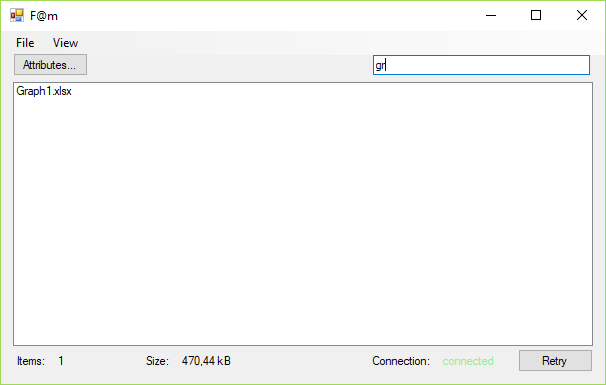 F@m
File View
Attributes... gr
Graph1.xlsx
Items: 1 Size: 470,44 kB Connection: connected Retry